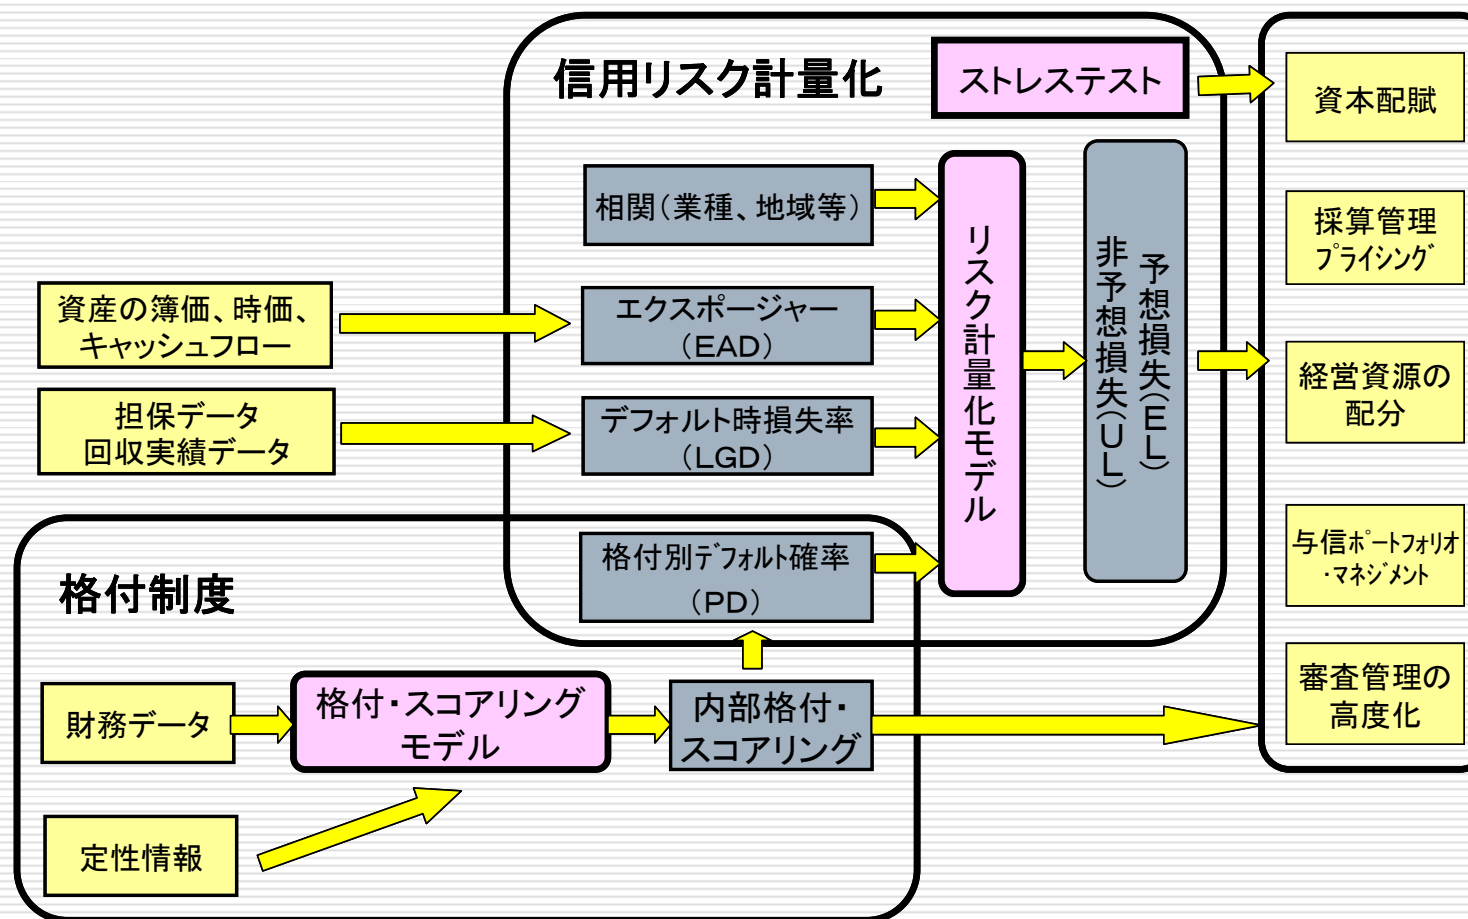 信用リスク計量化
ストレステスト
資本配賦
相関(業種、地域等)
採算管理
プライシング
資産の簿価、時価、
キャッシュフロー
エクスポージャー
(EAD)
リスク計量化モデル
予想損失(EL)
非予想損失(UL)
経営資源の
配分
担保データ
回収実績データ
デフォルト時損失率
(LGD)
格付制度
格付別デフォルト確率
(PD)
与信ポートフォリオ
・マネジメント
財務データ
格付・スコアリング
モデル
内部格付・
スコアリング
審査管理の
高度化
定性情報